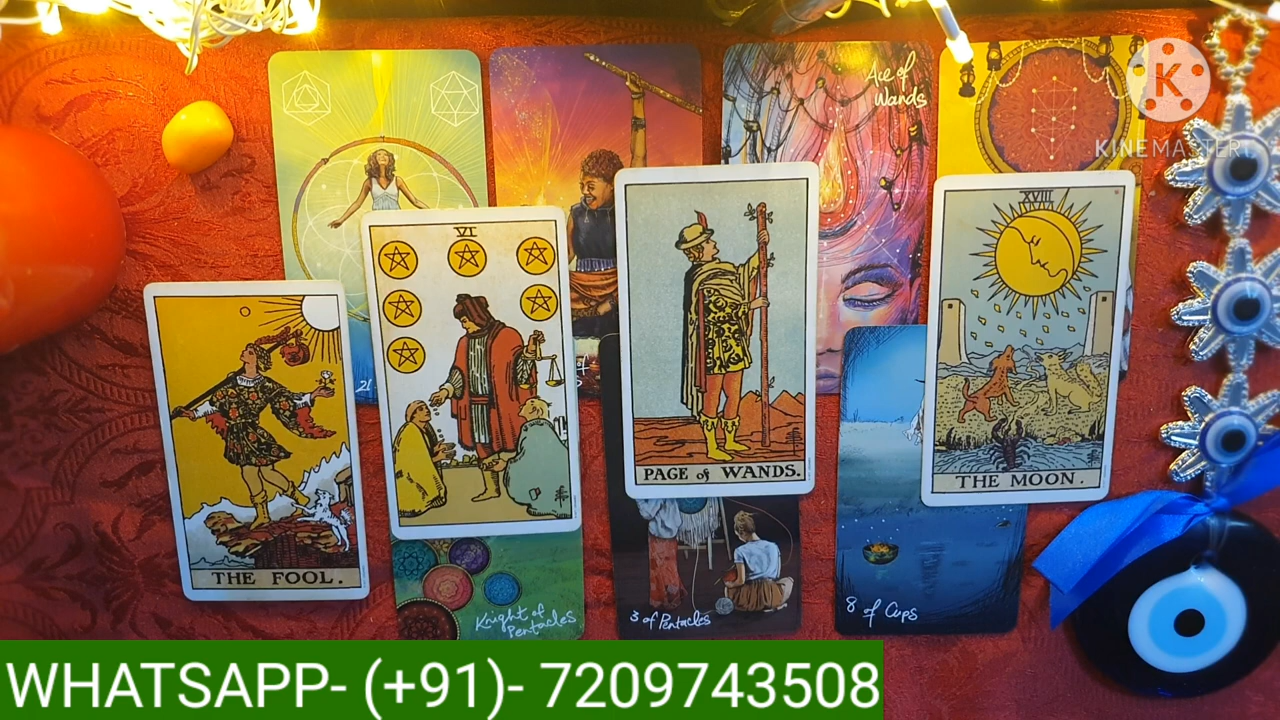 Ace of
Wands
K
KINEMASTER
XVIII
VI
21
THE FOOL.
PAGE of WANDS.
THE MOON.
Knight of
Pentacles
3 of Pentacles
8 of Cups
WHATSAPP- (+91)- 7209743508